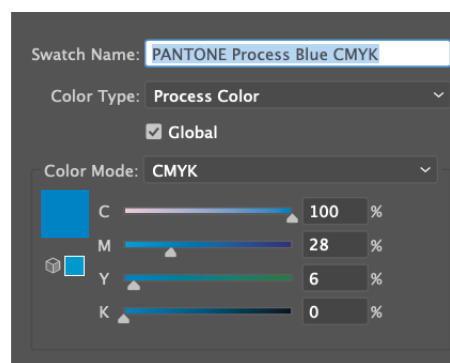 Swatch Name: PANTONE Process Blue CMYK
Color Type: Process Color
Global
Color Mode: CMYK
C 100 %
M 28 %
Y 6 %
K 0 %